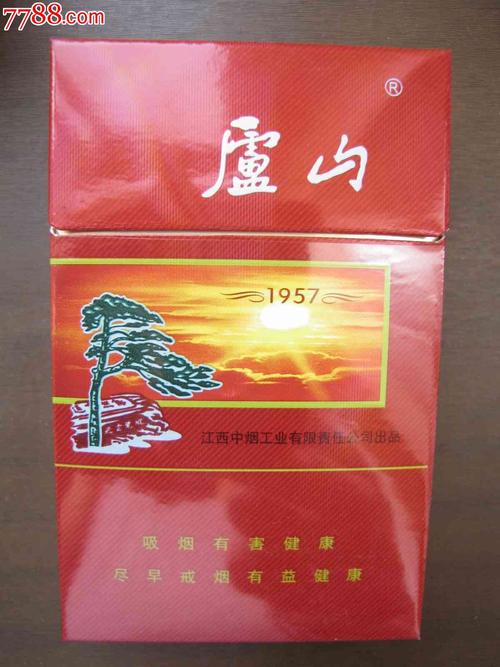 7788.com
®
盧山
1957
江西中烟工业有限责任公司出品
吸烟有害健康
尽早戒烟有益健康